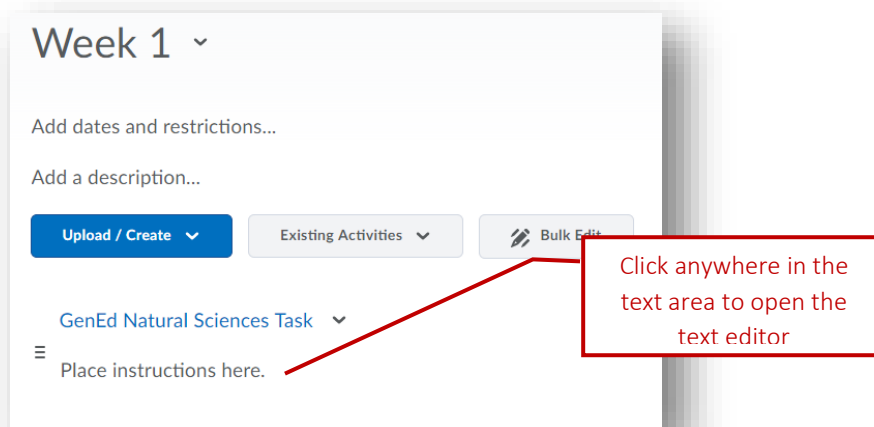 Week 1
Add dates and restrictions...
Add a description...
Upload / Create
Existing Activities
Bulk Edit
Click anywhere in the
text area to open the
text editor
GenEd Natural Sciences Task
Place instructions here.